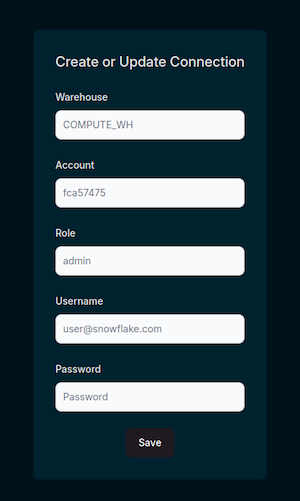 Create or Update Connection
Warehouse
COMPUTE_WH
Account
fca57475
Role
admin
Username
user@snowflake.com
Password
Password
Save